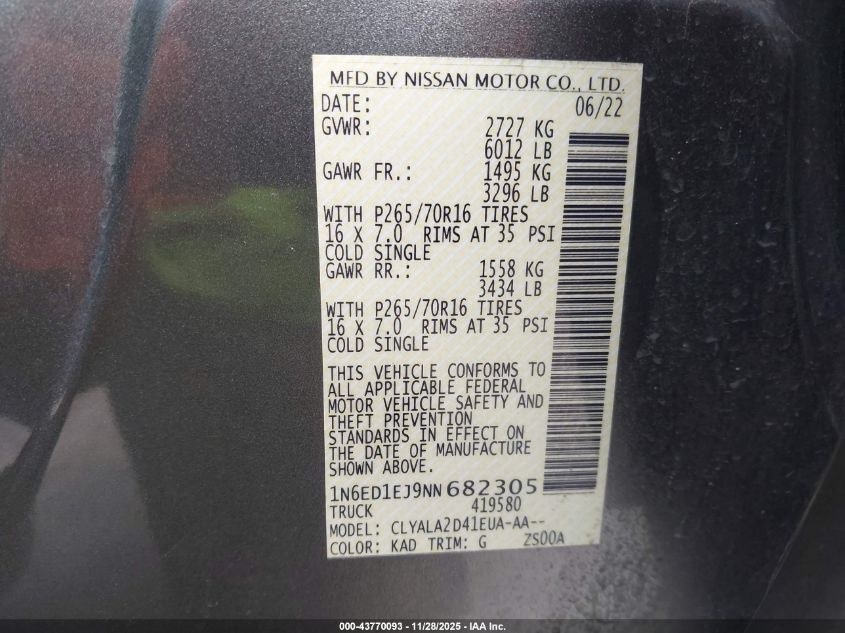 MFD BY NISSAN MOTOR CO., LTD.
DATE: 06/22
GVWR: 2727 KG
6012 LB
GAWR FR.: 1495 KG
3296 LB
WITH P265/70R16 TIRES
16 X 7.0 RIMS AT 35 PSI
COLD SINGLE
GAWR RR.: 1558 KG
3434 LB
WITH P265/70R16 TIRES
16 X 7.0 RIMS AT 35 PSI
COLD SINGLE
THIS VEHICLE CONFORMS TO
ALL APPLICABLE FEDERAL
MOTOR VEHICLE SAFETY AND
THEFT PREVENTION
STANDARDS IN EFFECT ON
THE DATE OF MANUFACTURE
SHOWN ABOVE.
1N6ED1EJ9NN682305
TRUCK 419580
MODEL: CLYALA2D41EUA-AA--
COLOR: KAD TRIM: G ZS00A
000-43770093 - 11/28/2025 - IAA Inc.